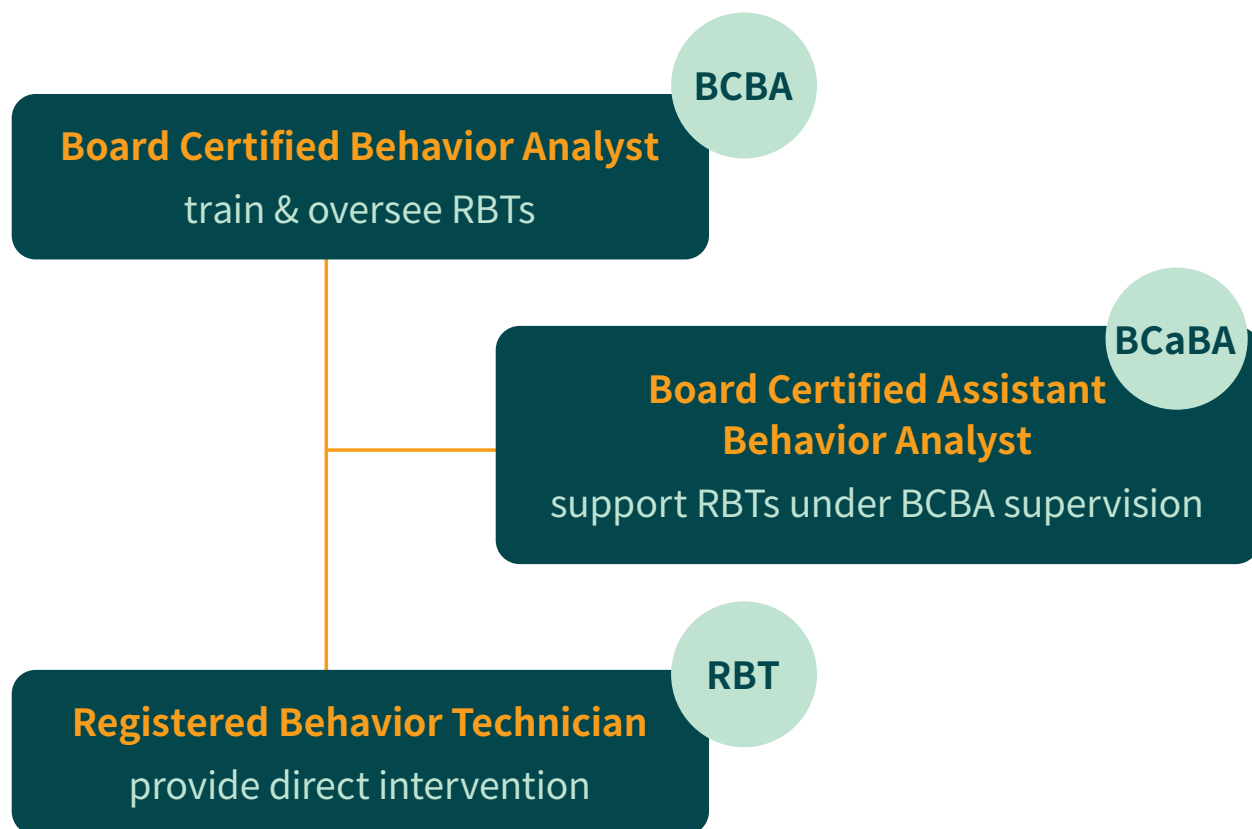 BCBA
Board Certified Behavior Analyst
train & oversee RBTs
BCaBA
Board Certified Assistant
Behavior Analyst
support RBTs under BCBA supervision
RBT
Registered Behavior Technician
provide direct intervention